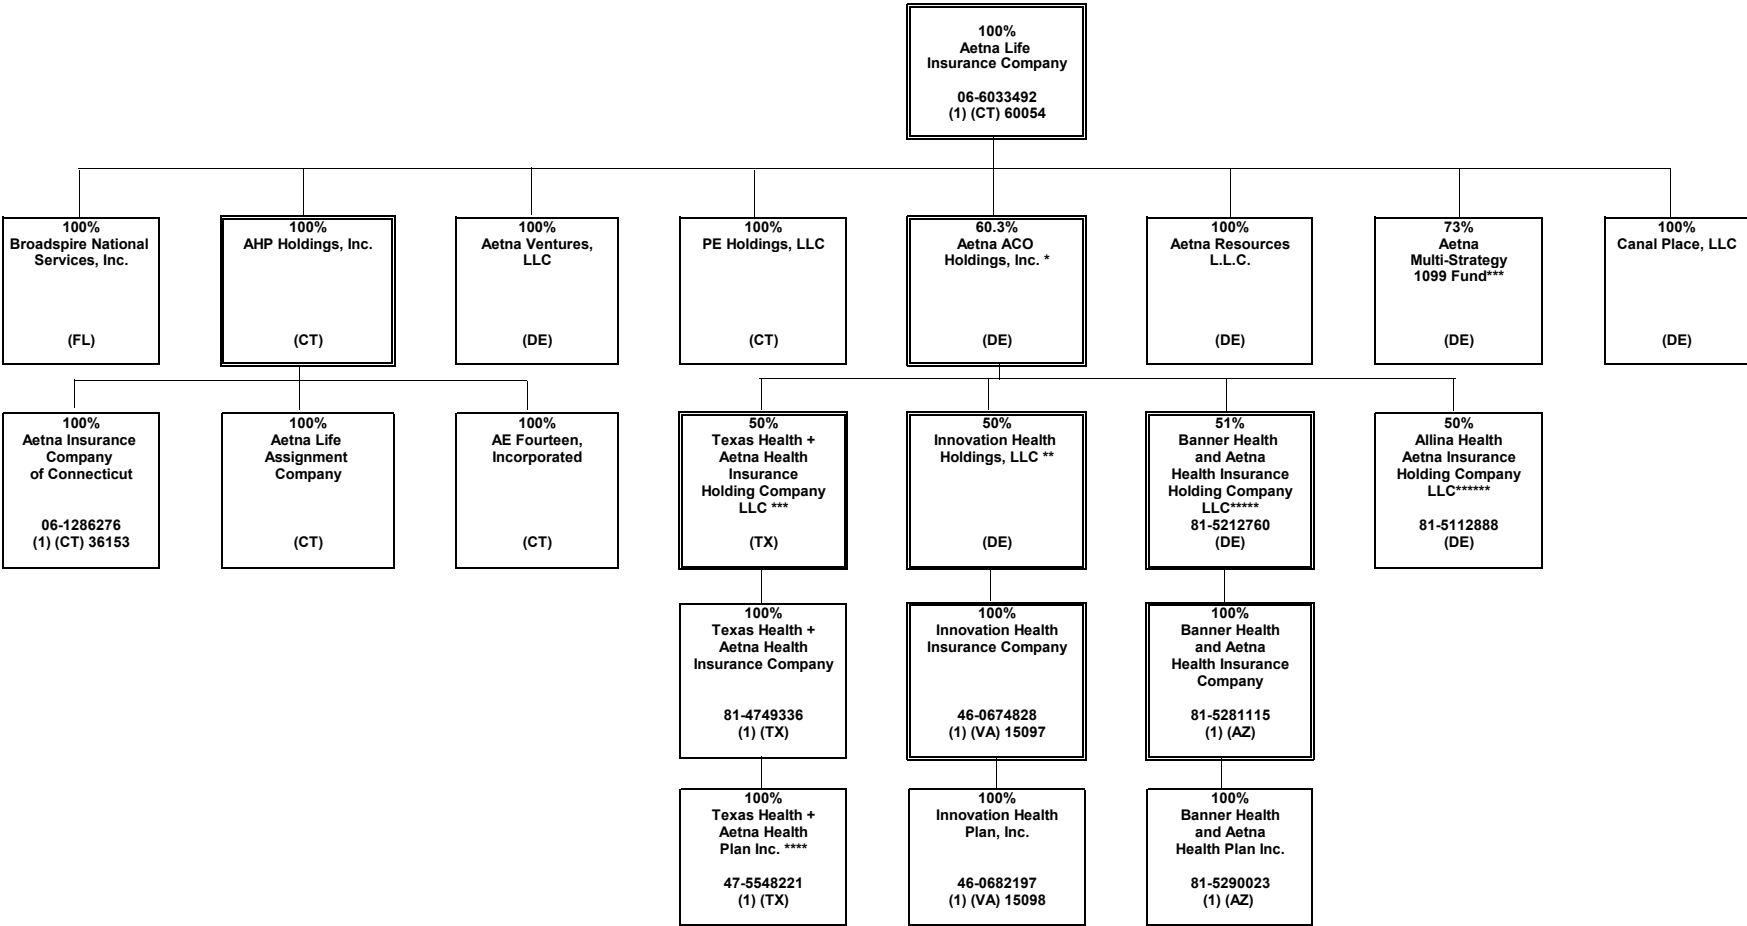 100%
Aetna Life
Insurance Company
06-6033492
(1) (CT) 60054
100%
Broadspire National
Services, Inc.
(FL)
100%
AHP Holdings, Inc.
(CT)
100%
Aetna Ventures,
LLC
(DE)
100%
PE Holdings, LLC
(CT)
60.3%
Aetna ACO
Holdings, Inc. *
(DE)
100%
Aetna Resources
L.L.C.
(DE)
73%
Aetna
Multi-Strategy
1099 Fund***
(DE)
100%
Canal Place, LLC
(DE)
100%
Aetna Insurance
Company
of Connecticut
06-1286276
(1) (CT) 36153
100%
Aetna Life
Assignment
Company
(CT)
100%
AE Fourteen,
Incorporated
(CT)
50%
Texas Health +
Aetna Health
Insurance
Holding Company
LLC ***
(TX)
50%
Innovation Health
Holdings, LLC **
(DE)
51%
Banner Health
and Aetna
Health Insurance
Holding Company
LLC*****
81-5212760
(DE)
50%
Allina Health
Aetna Insurance
Holding Company
LLC******
81-5112888
(DE)
100%
Texas Health +
Aetna Health
Insurance Company
81-4749336
(1) (TX)
100%
Innovation Health
Insurance Company
46-0674828
(1) (VA) 15097
100%
Banner Health
and Aetna
Health Insurance
Company
81-5281115
(1) (AZ)
100%
Texas Health +
Aetna Health
Plan Inc. ****
47-5548221
(1) (TX)
100%
Innovation Health
Plan, Inc.
46-0682197
(1) (VA) 15098
100%
Banner Health
and Aetna
Health Plan Inc.
81-5290023
(1) (AZ)